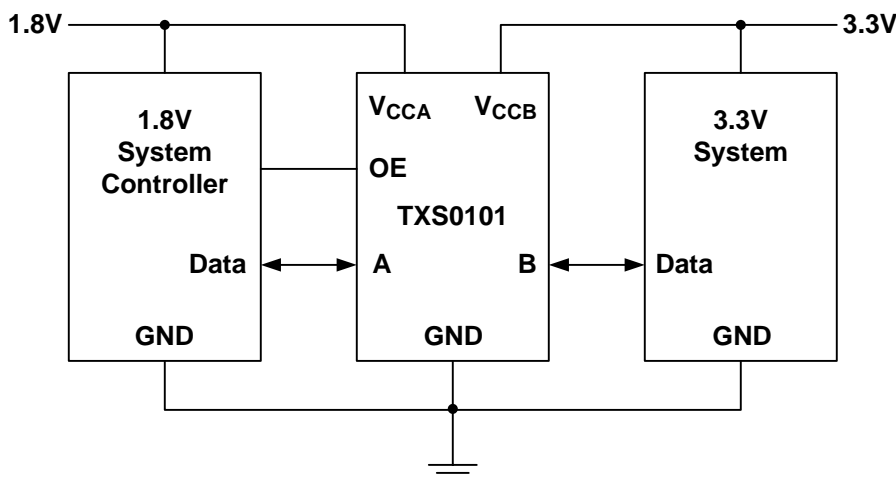 1.8V
3.3V
1.8V
System
Controller
Data
GND
VCCA
VCCB
OE
TXS0101
A
B
GND
3.3V
System
Data
GND